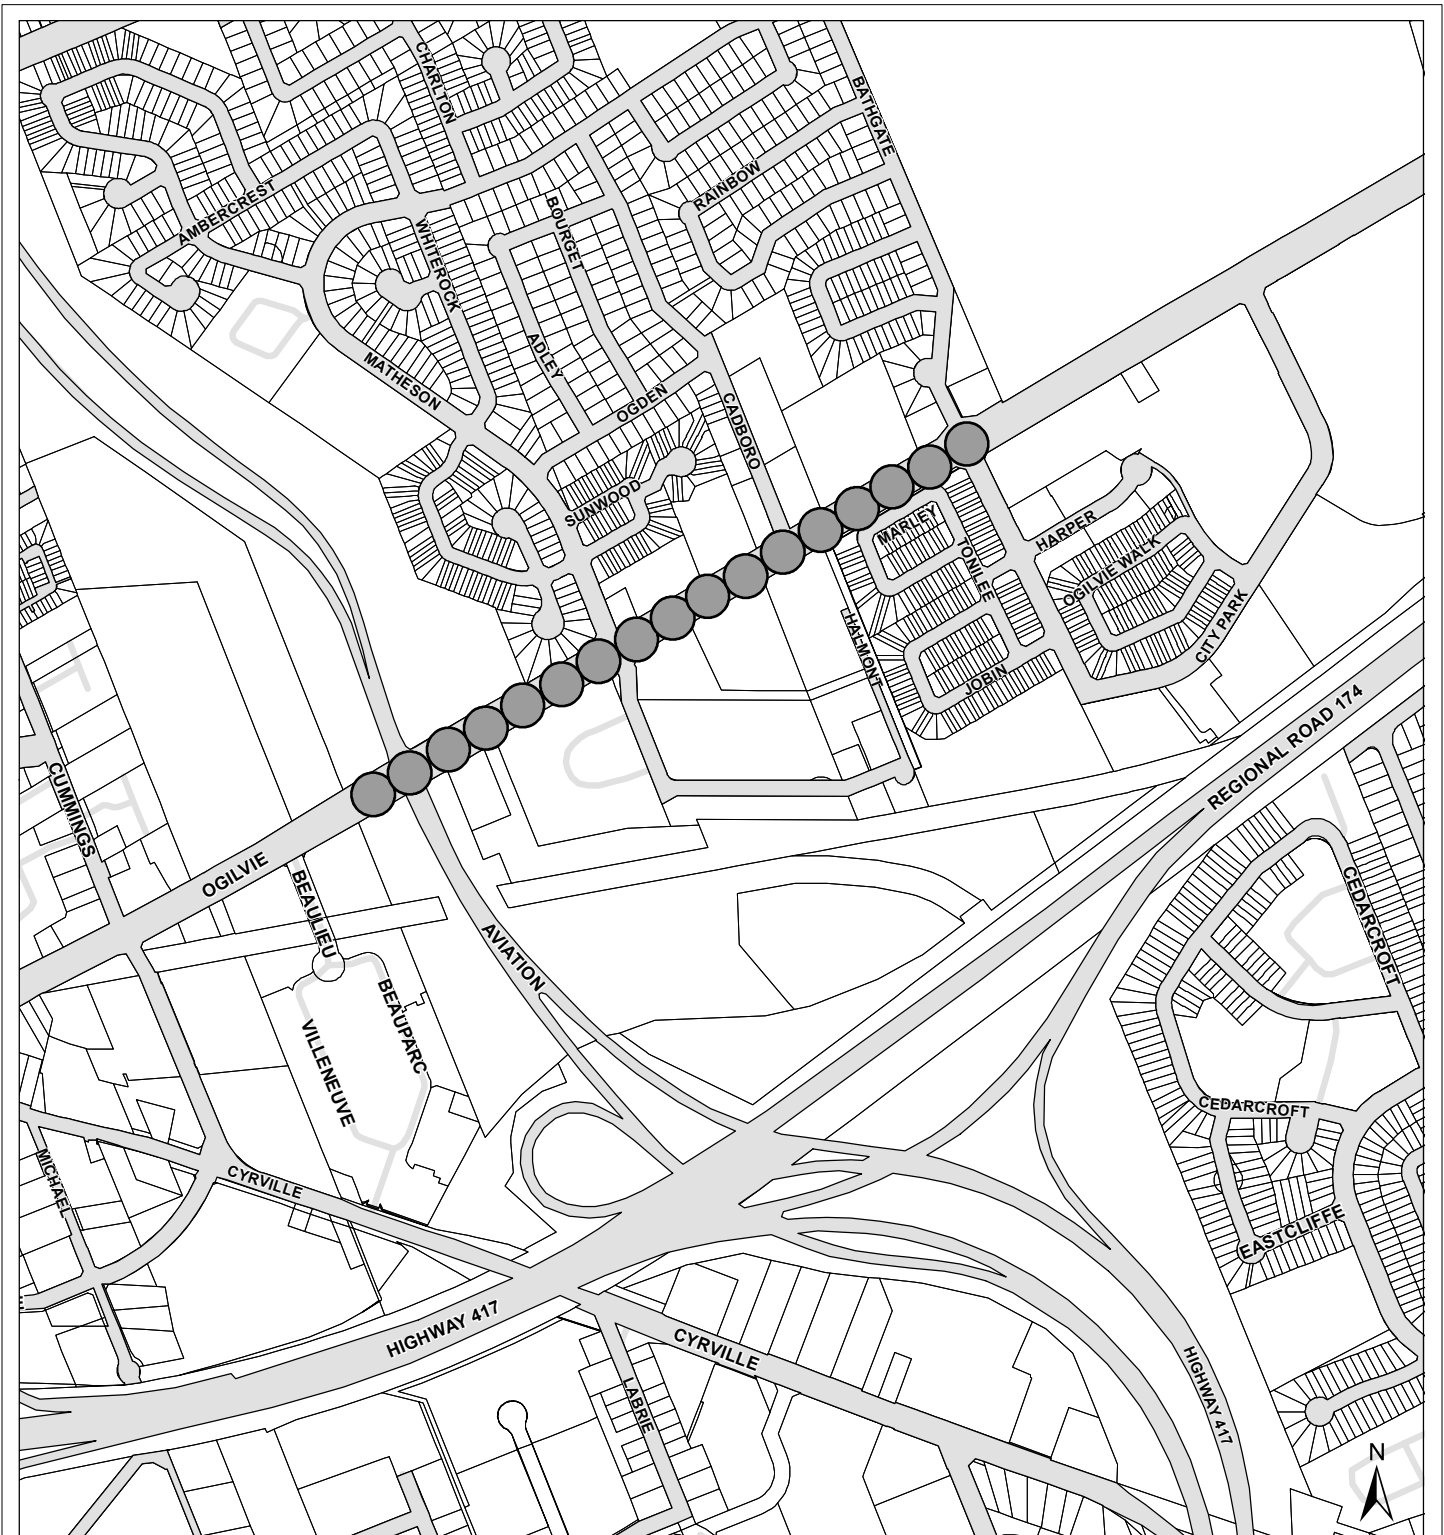 CHARLTON
BATHGATE
RAINBOW
AMBERCREST
BOURGET
WHITEROCK
ADLEY
MATHESON
OGDEN
CADBORO
SUNWOOD
MARLEY
HARPER
TONILEE
OGILVIE WALK
HALMONT
CITY PARK
JOBIN
REGIONAL ROAD 174
CUMMINGS
OGILVIE
BEAULIEU
CEDARCROFT
AVIATION
BEAUPARC
VILLENEUVE
CEDARCROFT
MICHAEL
CYRVILLE
EASTCLIFFE
HIGHWAY 417
CYRVILLE
HIGHWAY 417
LABRIE
N